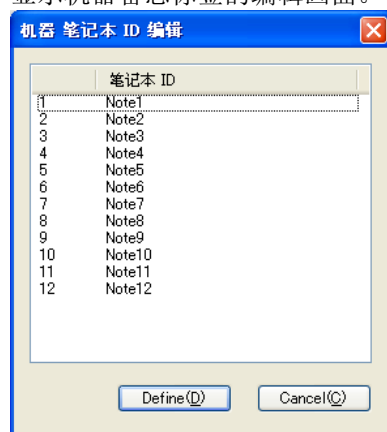 显示机器备忘标签的编辑画面。
机器 笔记本 ID 编辑
笔记本 ID
1 Note1
2 Note2
3 Note3
4 Note4
5 Note5
6 Note6
7 Note7
8 Note8
9 Note9
10 Note10
11 Note11
12 Note12
Define(D) Cancel(C)